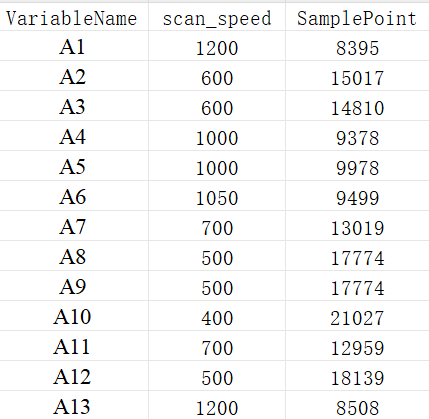 VariableName scan_speed SamplePoint
A1 1200 8395
A2 600 15017
A3 600 14810
A4 1000 9378
A5 1000 9978
A6 1050 9499
A7 700 13019
A8 500 17774
A9 500 17774
A10 400 21027
A11 700 12959
A12 500 18139
A13 1200 8508